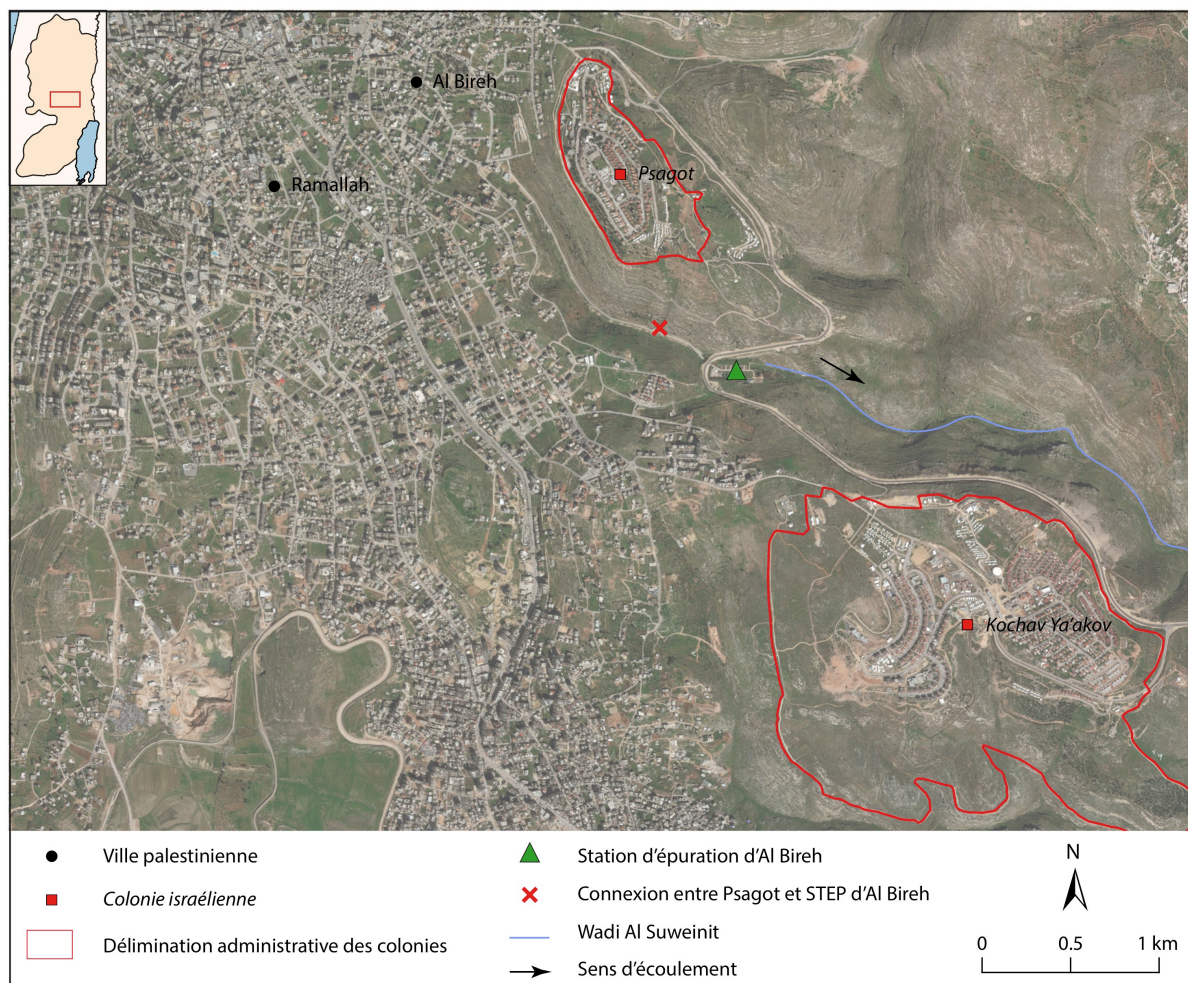 Al Bireh
Ramallah
Psagot
Kochav Ya'akov
Ville palestinienne
Colonie israélienne
Délimination administrative des colonies
Station d'épuration d'Al Bireh
Connexion entre Psagot et STEP d'Al Bireh
Wadi Al Suweinit
Sens d'écoulement
N
0 0.5 1 km